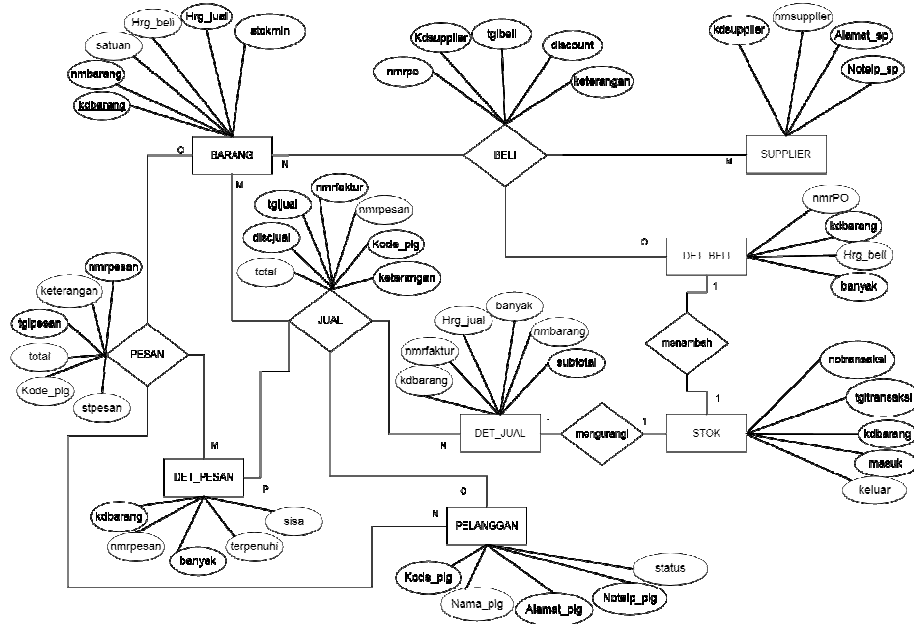 Hrg_beli
Hrg_jual
stokmin
satuan
nmbarang
kdbarang
BARANG
O
N
M
Kdsupplier
tglbeli
discount
nmrpo
keterangan
BELI
M
O
kdsupplier
nmsupplier
Alamat_sp
Notelp_sp
SUPPLIER
nmrPO
kdbarang
Hrg_beli
banyak
DET_BELI
1
menambah
1
nmrfaktur
tgljual
nmrpesan
discjual
Kode_plg
total
keterangan
JUAL
nmrpesan
keterangan
tglpesan
total
Kode_plg
stpesan
PESAN
M
DET_PESAN
P
kdbarang
nmrpesan
banyak
terpenuhi
sisa
banyak
Hrg_jual
nmbarang
nmrfaktur
subtotal
kdbarang
DET_JUAL
N
mengurangi
1
STOK
notransaksi
tgltransaksi
kdbarang
masuk
keluar
O
N
PELANGGAN
Kode_plg
Nama_plg
Alamat_plg
Notelp_plg
status